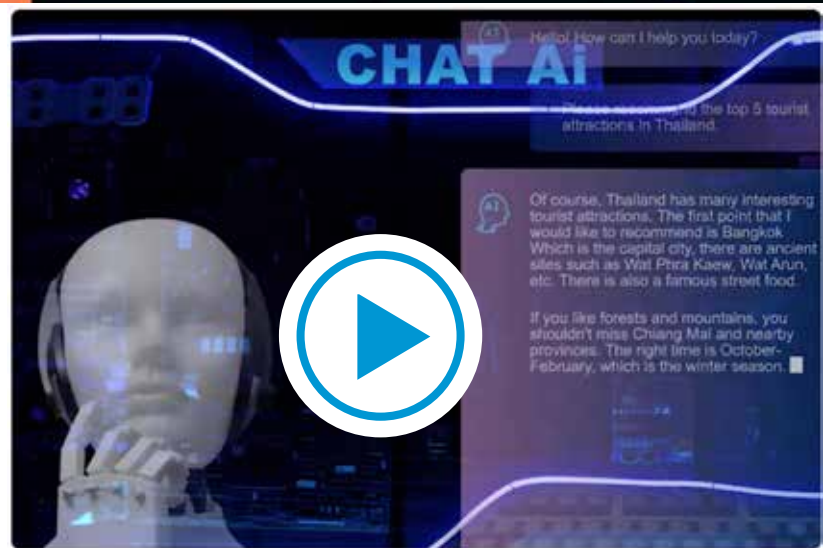 CHAT Ai
AI
Hello! How can I help you today?
Please recommend the top 5 tourist
attractions in Thailand.
AI
Of course, Thailand has many interesting
tourist attractions. The first point that I
would like to recommend is Bangkok
Which is the capital city, there are ancient
sites such as Wat Phra Kaew, Wat Arun,
etc. There is also a famous street food.
If you like forests and mountains, you
shouldn't miss Chiang Mai and nearby
provinces. The right time is October-
February, which is the winter season.